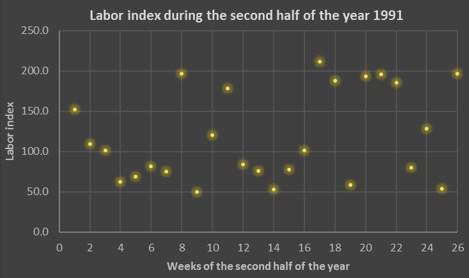 Labor index during the second half of the year 1991
250.0
200.0
150.0
100.0
50.0
0.0
Labor index
0 2 4 6 8 10 12 14 16 18 20 22 24 26
Weeks of the second half of the year